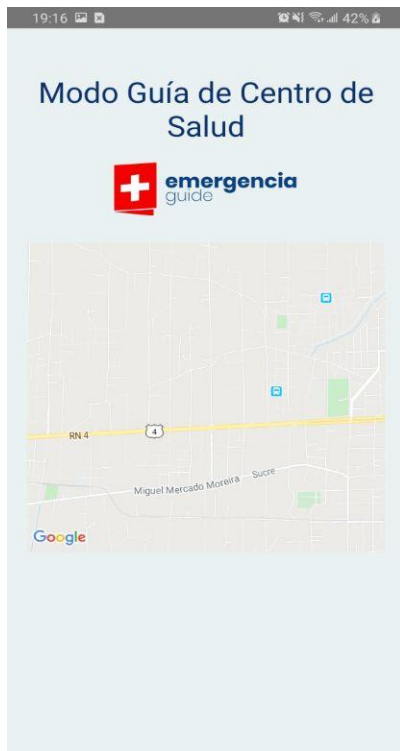 19:16 42%
Modo Guía de Centro de
Salud
emergencia
guide
RN 4 4
Miguel Mercado Moreira Sucre
Google